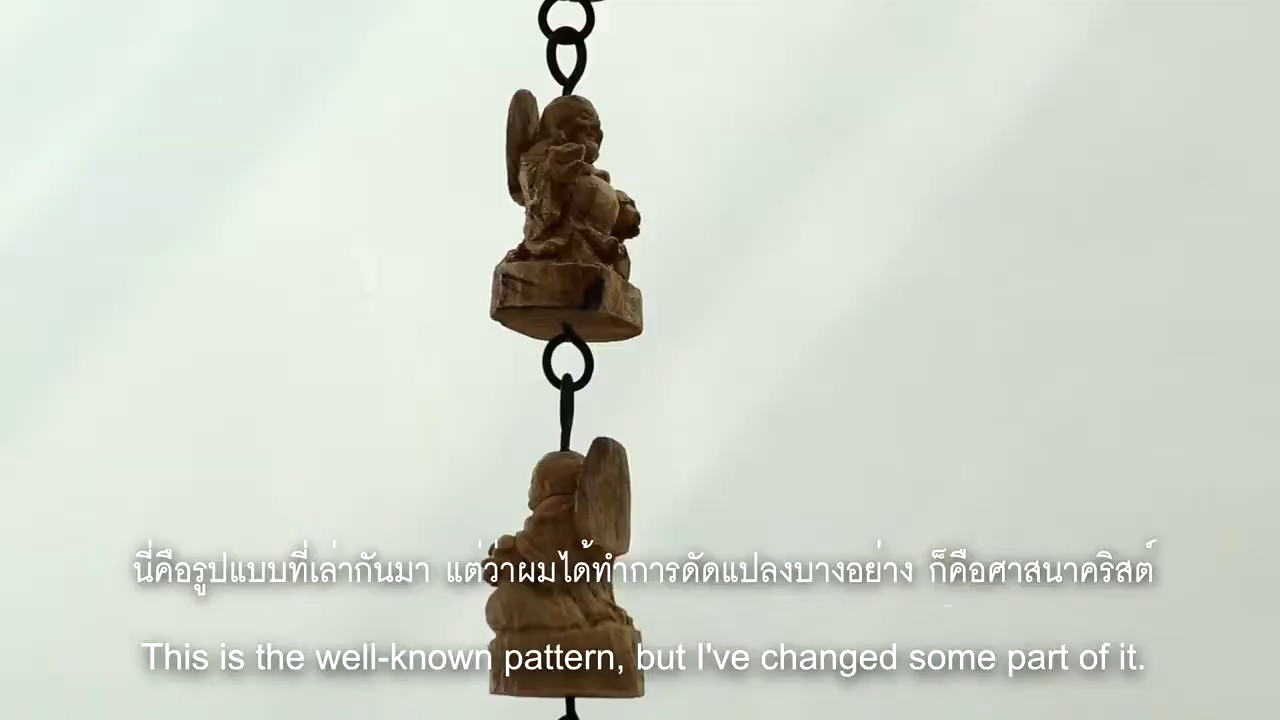 นี่คือรูปแบบที่เล่ากันมา แต่ว่าผมได้ทำการดัดแปลงบางอย่าง ก็คือศาสนาคริสต์
This is the well-known pattern, but I've changed some part of it.